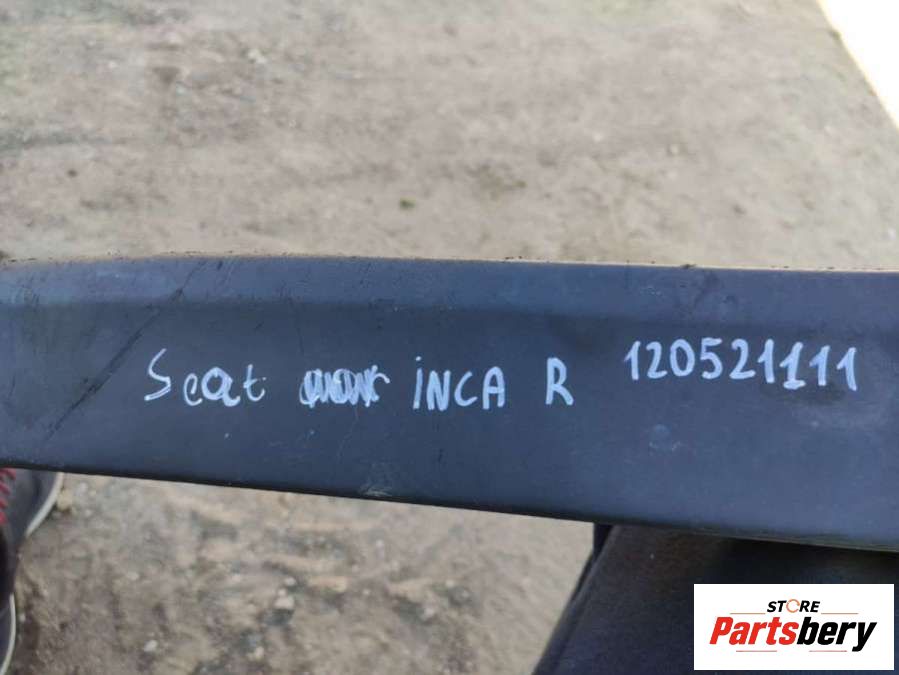 Seat INCA R 120521111
STORE
Partsbery